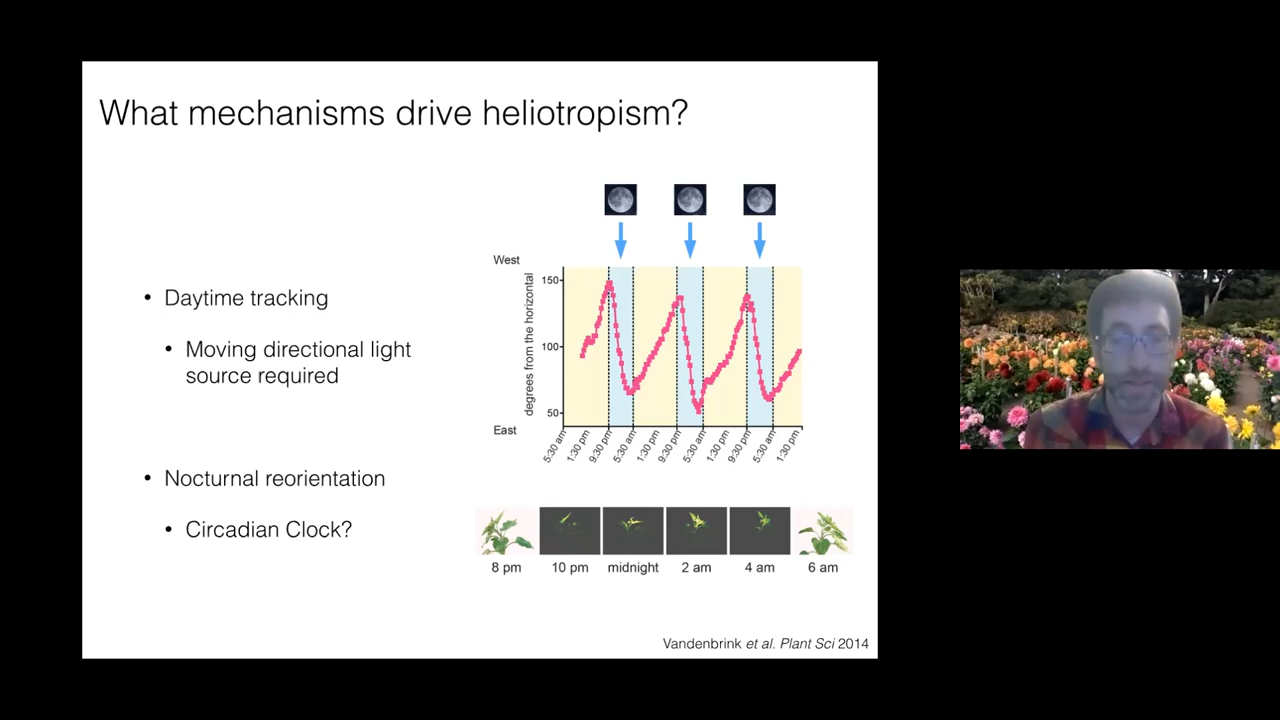 What mechanisms drive heliotropism?
• Daytime tracking
• Moving directional light
source required
• Nocturnal reorientation
• Circadian Clock?
West
150
100
50
degrees from the horizontal
East
5:30 am
1:30 pm
9:30 pm
5:30 am
1:30 pm
9:30 pm
5:30 am
1:30 pm
9:30 pm
5:30 am
1:30 pm
8 pm
10 pm
midnight
2 am
4 am
6 am
Vandenbrink et al. Plant Sci 2014